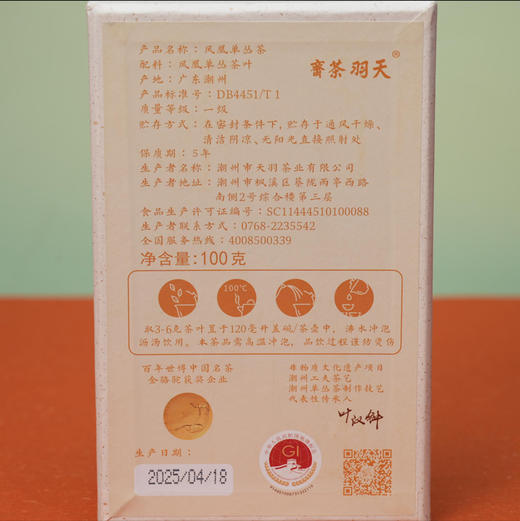 产品名称：凤凰单丛茶
配料：凤凰单丛茶叶
产地：广东潮州
产品标准号：DB4451/T 1
质量等级：一级
贮存方式：在密封条件下，贮存于通风干燥、
清洁阴凉、无阳光直接照射处
保质期：5年
生产者名称：潮州市天羽茶业有限公司
生产者地址：潮州市枫溪区蔡陇西亭西路
南侧2号综合楼第三层
食品生产许可证编号：SC11444510100088
生产者联系方式：0768-2235542
全国服务热线：4008500339
净含量：100克
齋茶羽天®
100℃
取3-6克茶叶置于120毫升盖碗/茶壶中，沸水冲泡
沥汤饮用。本茶品需高温冲泡，品饮过程谨防烫伤
百年世博中国名茶
金骆驼获奖企业
非物质文化遗产项目
潮州工夫茶艺
潮州单丛茶制作技艺
代表性传承人
叶汉钟
生产日期：
2025/04/18
GI